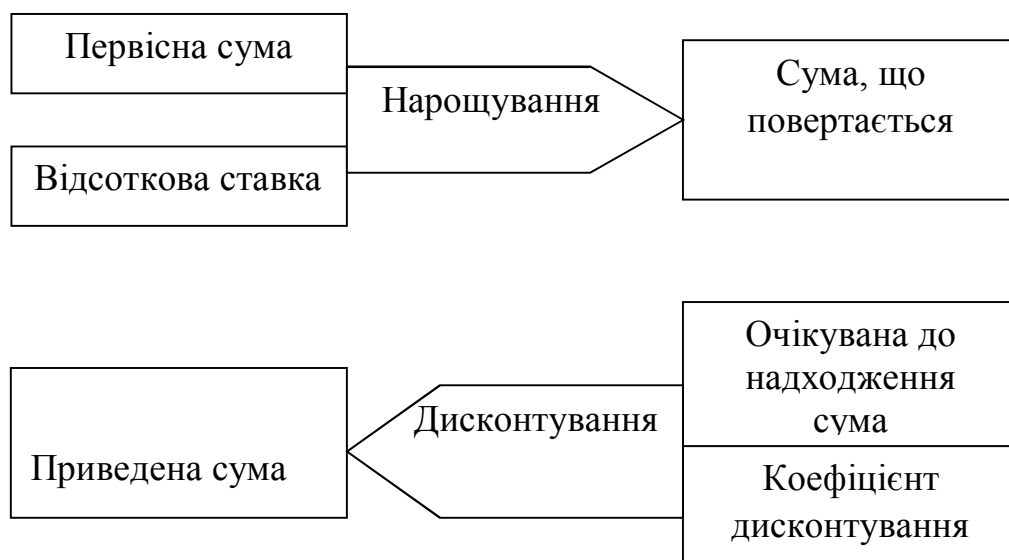 Первісна сума
Відсоткова ставка
Нарощування
Сума, що
повертається
Приведена сума
Дисконтування
Очікувана до
надходження
сума
Коефіцієнт
дисконтування